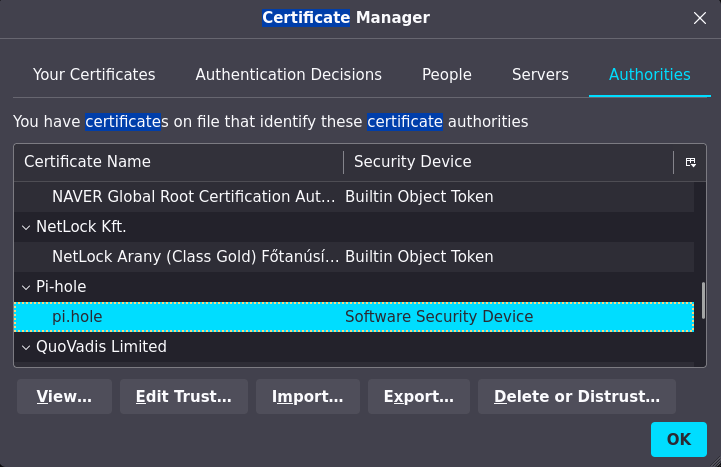 Certificate Manager
Your Certificates Authentication Decisions People Servers Authorities
You have certificates on file that identify these certificate authorities
Certificate Name Security Device
NAVER Global Root Certification Aut… Builtin Object Token
NetLock Kft.
NetLock Arany (Class Gold) Főtanúsí… Builtin Object Token
Pi-hole
pi.hole Software Security Device
QuoVadis Limited
View… Edit Trust… Import… Export… Delete or Distrust…
OK